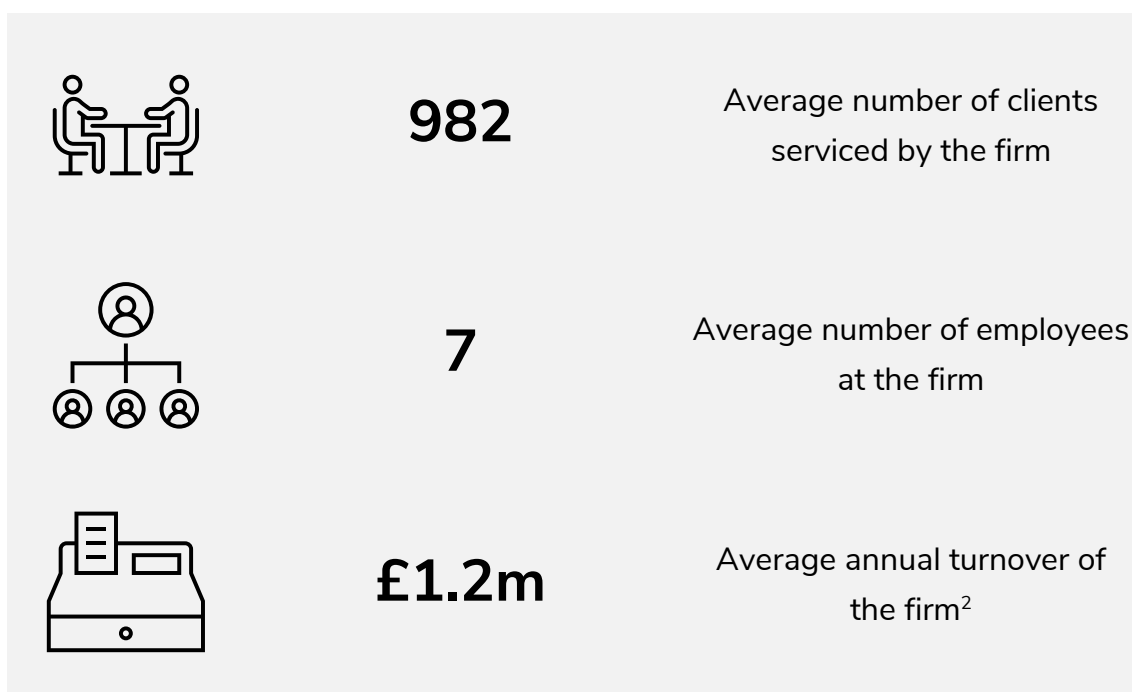 982
Average number of clients
serviced by the firm
7
Average number of employees
at the firm
£1.2m
Average annual turnover of
the firm²